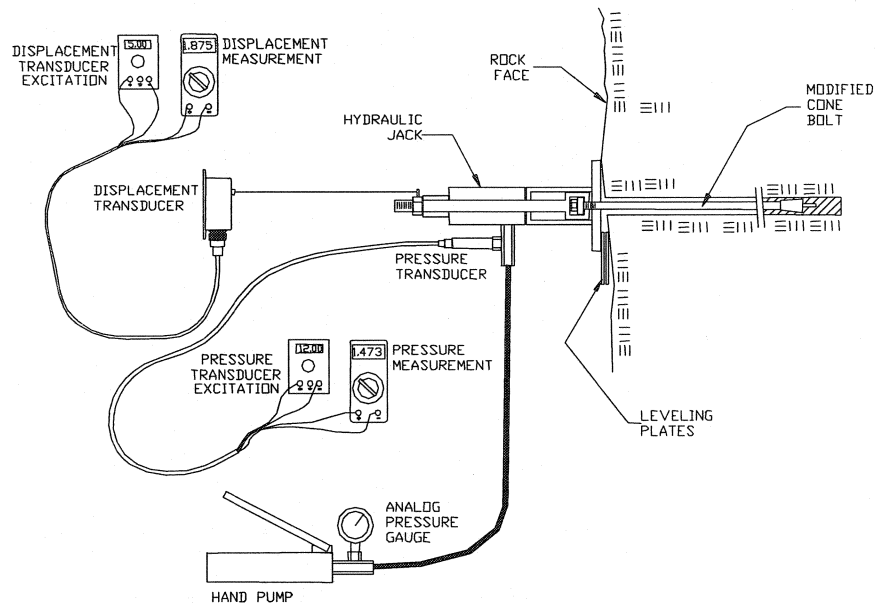 5.00
1.875
DISPLACEMENT
TRANSDUCER
EXCITATION
DISPLACEMENT
MEASUREMENT
ROCK
FACE
MODIFIED
CONE
BOLT
HYDRAULIC
JACK
DISPLACEMENT
TRANSDUCER
PRESSURE
TRANSDUCER
12.00
1.473
PRESSURE
TRANSDUCER
EXCITATION
PRESSURE
MEASUREMENT
LEVELING
PLATES
ANALOG
PRESSURE
GAUGE
HAND PUMP